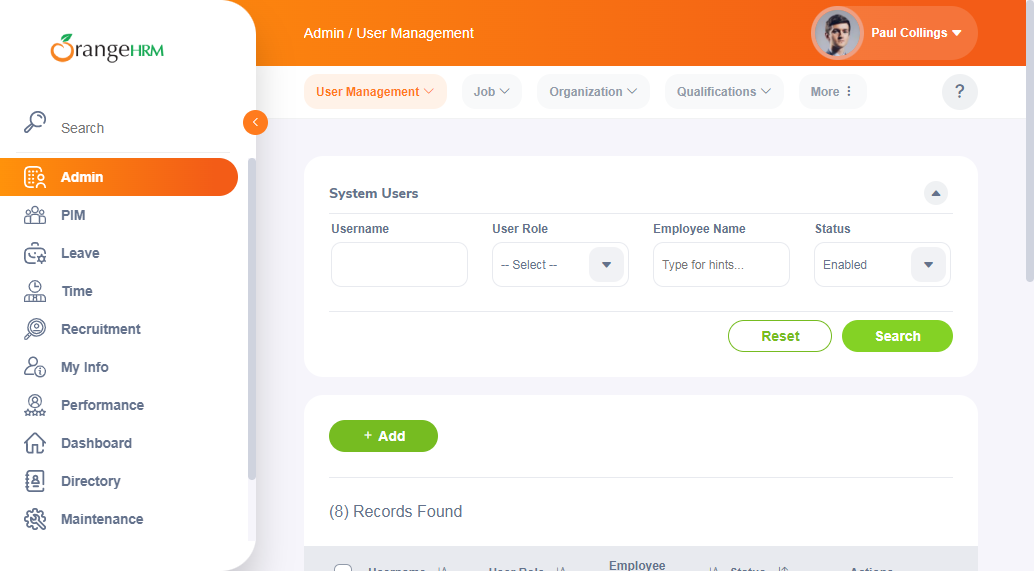 OrangeHRM
Admin / User Management
Paul Collings
User Management
Job
Organization
Qualifications
More
?
Search
Admin
PIM
Leave
Time
Recruitment
My Info
Performance
Dashboard
Directory
Maintenance
System Users
Username
User Role
Employee Name
Status
-- Select --
Type for hints...
Enabled
Reset
Search
+ Add
(8) Records Found
Username
User Role
Employee
Status
Actions